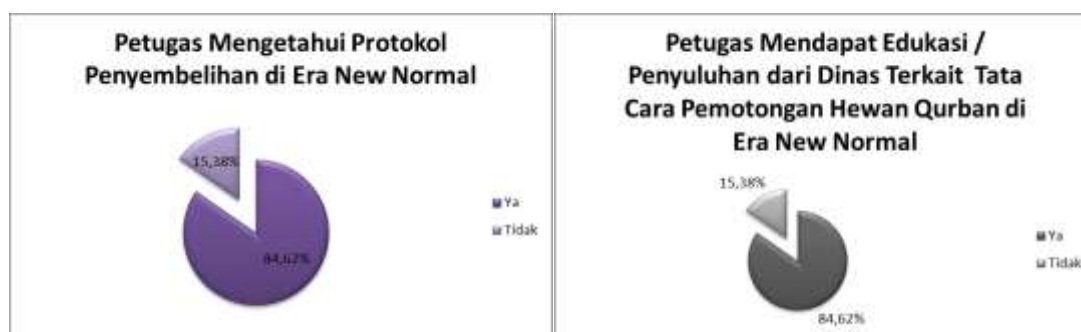 Petugas Mengetahui Protokol
Penyembelihan di Era New Normal
15,38%
84,62%
Ya
Tidak
Petugas Mendapat Edukasi /
Penyuluhan dari Dinas Terkait Tata
Cara Pemotongan Hewan Qurban di
Era New Normal
15,38%
84,62%
Ya
Tidak